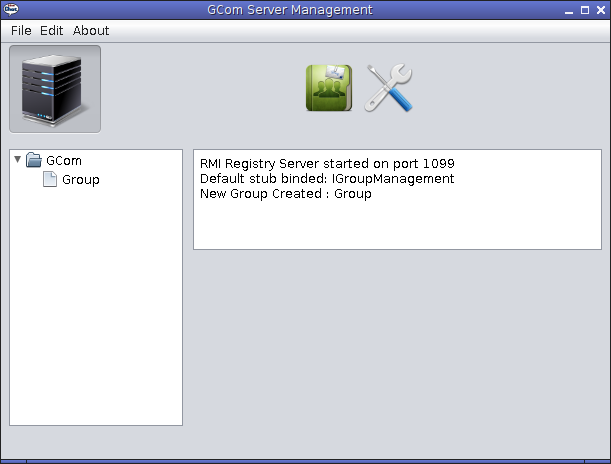 GCom Server Management
File Edit About
GCom
Group
RMI Registry Server started on port 1099
Default stub binded: IGroupManagement
New Group Created : Group